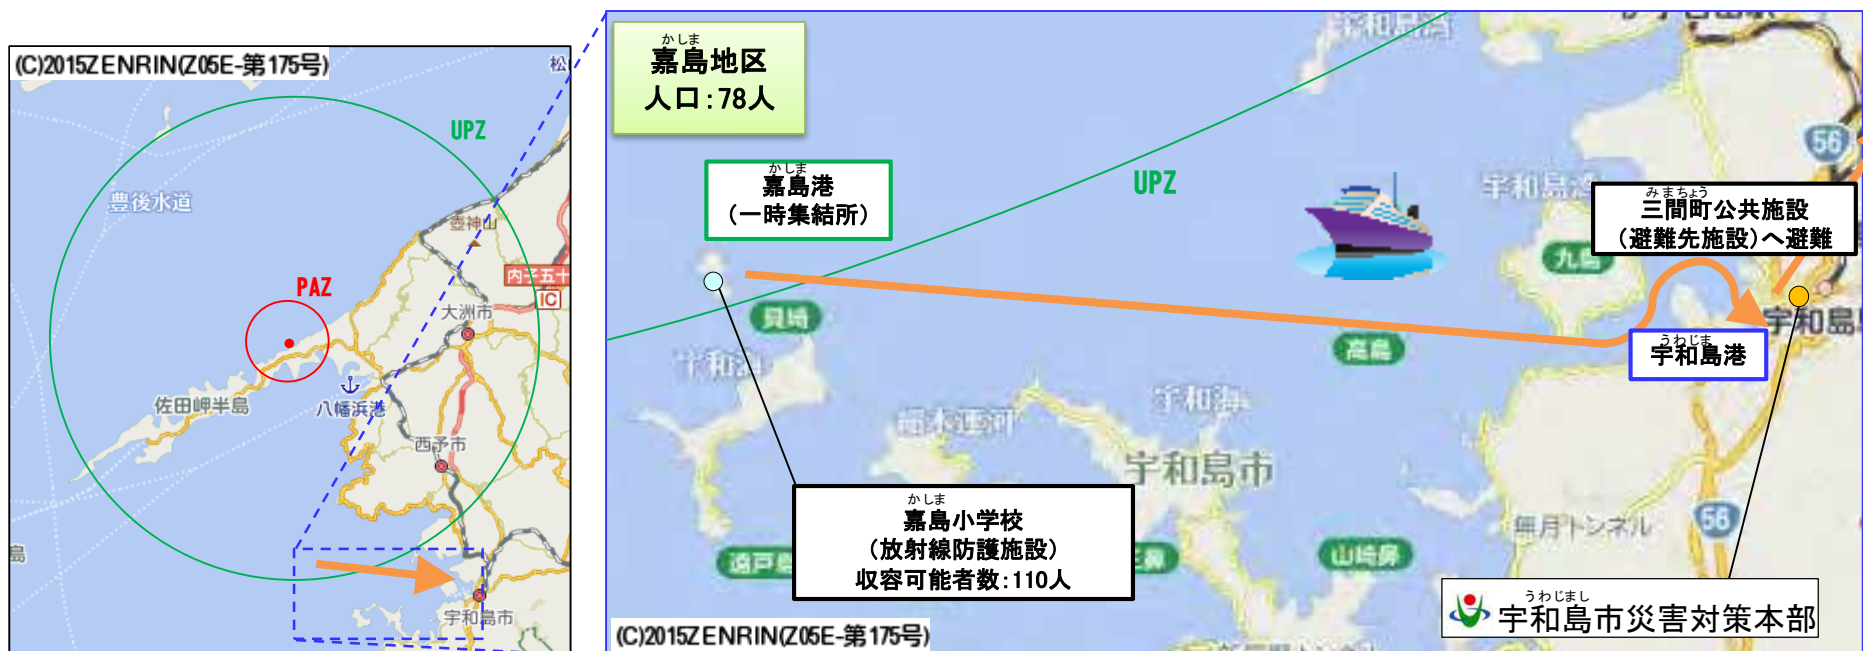 (C)2015ZENRIN(Z05E-第175号)
UPZ
豊後水道
壺神山
内子五十
IC
PAZ
大洲市
佐田岬半島
八幡浜港
西予市
島
宇和島市
かしま
嘉島地区
人口：78人
かしま
嘉島港
（一時集結所）
UPZ
56
みまちょう
三間町公共施設
（避難先施設）へ避難
貝崎
高島
宇和島
うわじま
宇和島港
宇和海
宇和海
宇和島市
かしま
嘉島小学校
（放射線防護施設）
収容可能者数：110人
山崎鼻
無月トンネル
56
うわじまし
宇和島市災害対策本部
(C)2015ZENRIN(Z05E-第175号)